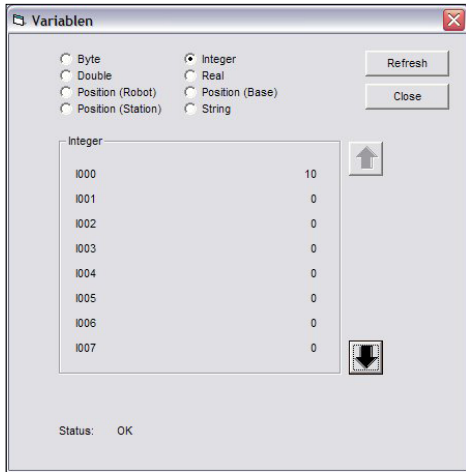 Variablen
Byte Integer Refresh
Double Real
Position (Robot) Position (Base) Close
Position (Station) String
Integer
I000 10
I001 0
I002 0
I003 0
I004 0
I005 0
I006 0
I007 0
Status: OK